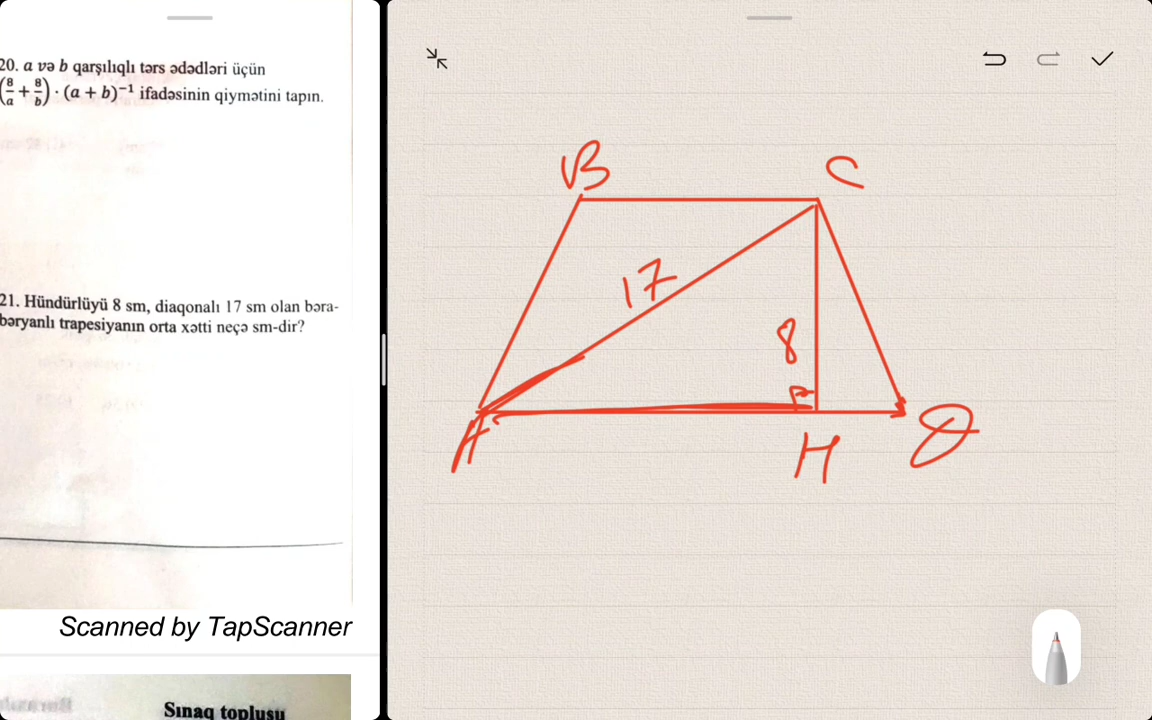 20. a və b qarşılıqlı tərs ədədləri üçün
(8/a + 8/b) · (a + b)⁻¹ ifadəsinin qiymətini tapın.
21. Hündürlüyü 8 sm, diaqonalı 17 sm olan bəra-
bəryanlı trapesiyanın orta xətti neçə sm-dir?
Scanned by TapScanner
Sınaq toplusu
B
C
17
8
A
H
D